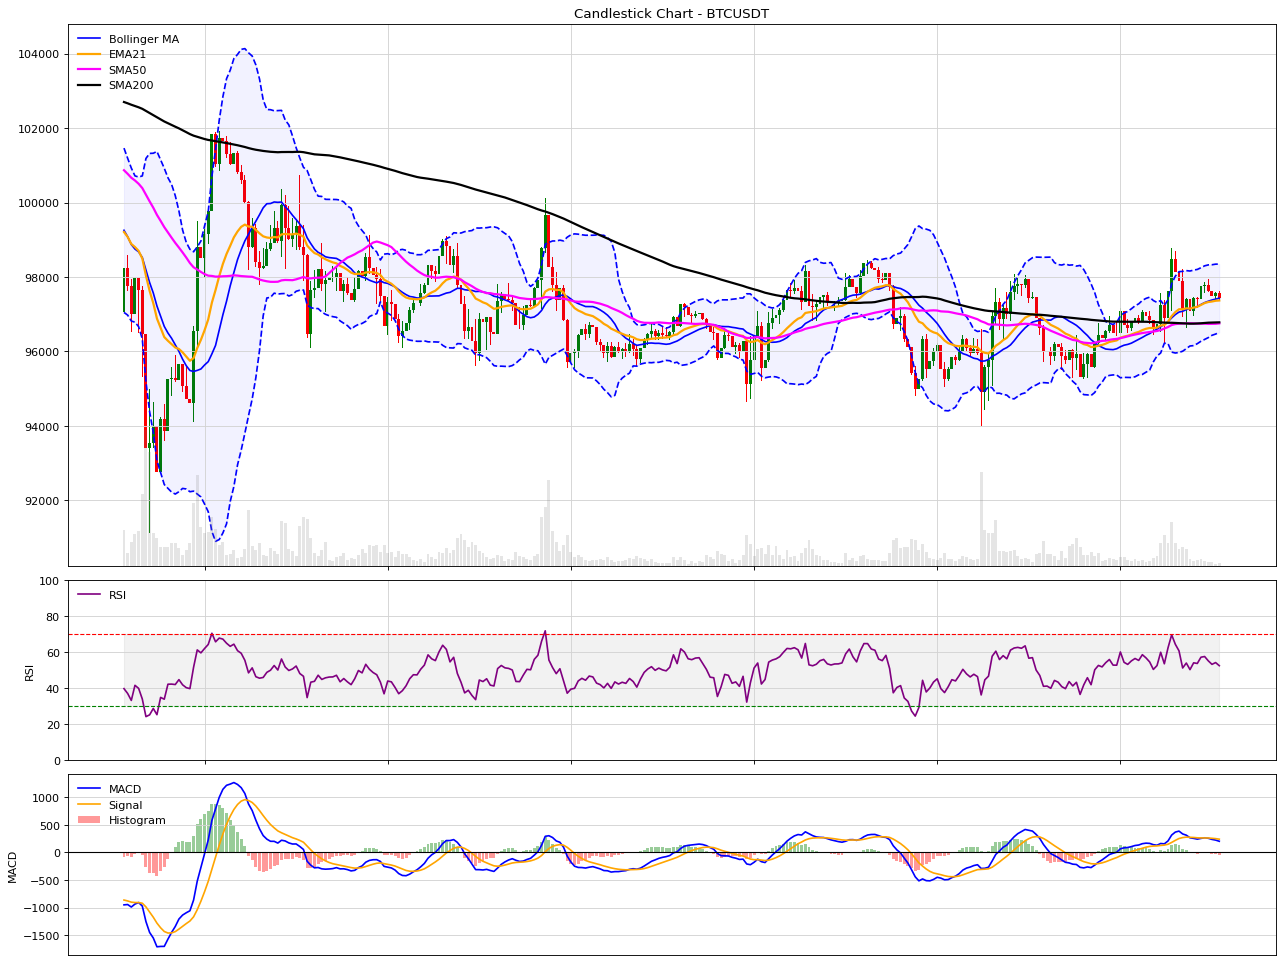 Candlestick Chart - BTCUSDT
Bollinger MA
EMA21
SMA50
SMA200
104000
102000
100000
98000
96000
94000
92000
RSI
RSI
100
80
60
40
20
0
MACD
Signal
Histogram
MACD
1000
500
0
−500
−1000
−1500